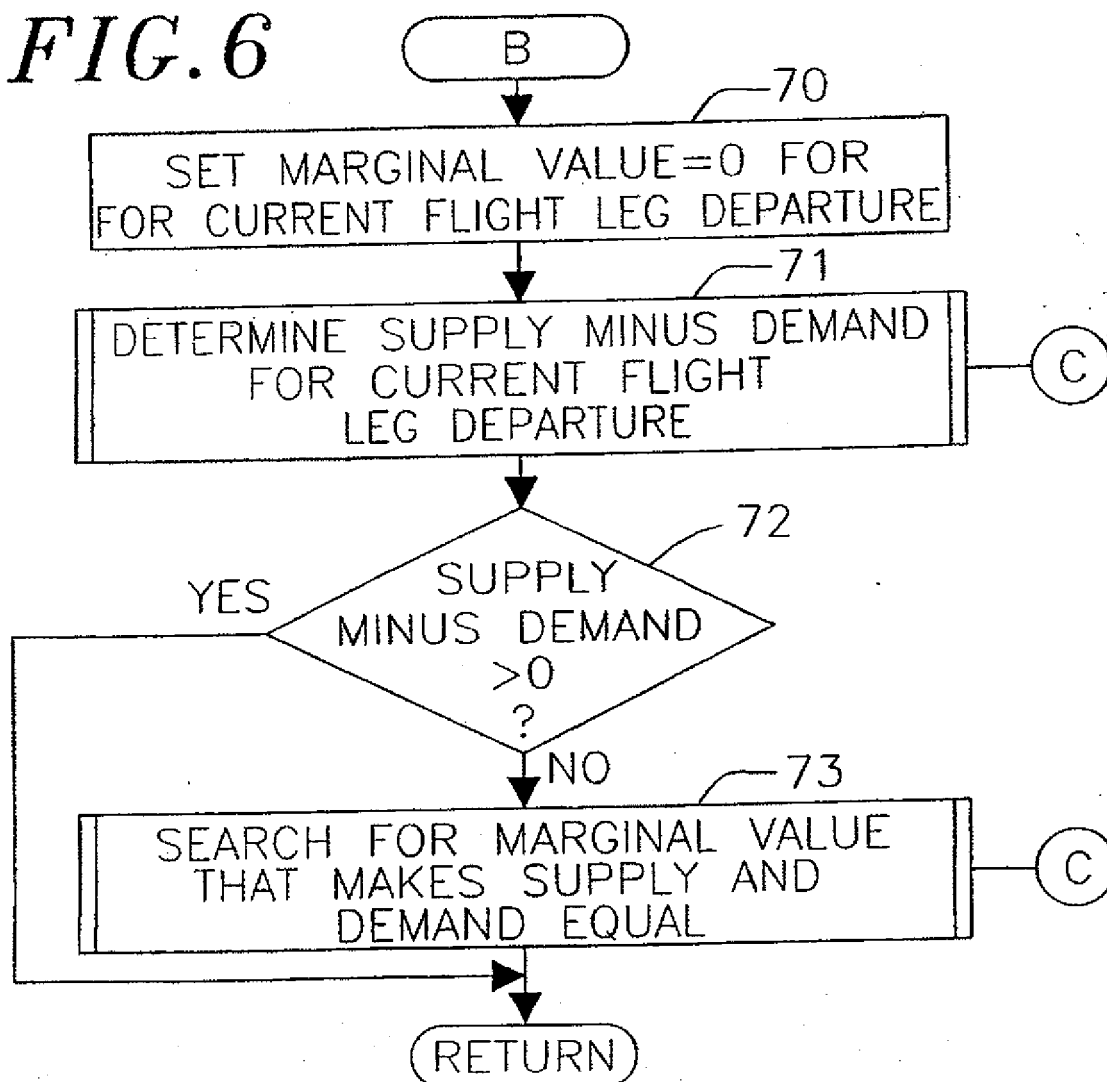 FIG. 6
B
70
SET MARGINAL VALUE=0 FOR
FOR CURRENT FLIGHT LEG DEPARTURE
71
DETERMINE SUPPLY MINUS DEMAND
FOR CURRENT FLIGHT
LEG DEPARTURE
C
72
SUPPLY
MINUS DEMAND
>0
?
YES
NO
73
SEARCH FOR MARGINAL VALUE
THAT MAKES SUPPLY AND
DEMAND EQUAL
C
RETURN